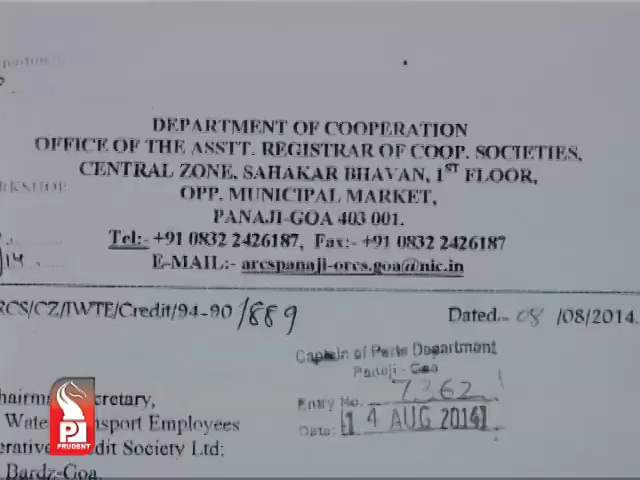 DEPARTMENT OF COOPERATION
OFFICE OF THE ASSTT. REGISTRAR OF COOP. SOCIETIES,
CENTRAL ZONE, SAHAKAR BHAVAN, 1ST FLOOR,
OPP. MUNICIPAL MARKET,
PANAJI-GOA 403 001.
Tel:- +91 0832 2426187, Fax:- +91 0832 2426187
E-MAIL:- arcspanaji-orcs.goa@nic.in
RCS/CZ/IWTE/Credit/94-90/889 Dated.- 08 /08/2014.
Captain of Ports Department
Panaji - Goa
Entry No. 7362
Date: 14 AUG 2014
Secretary,
Water Transport Employees
Credit Society Ltd;
Bardz-Goa.
PRUDENT